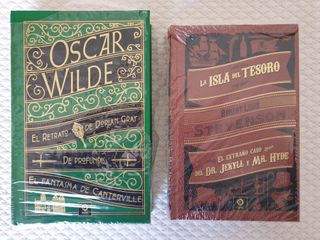 OSCAR
WILDE
EL RETRATO DE DORIAN GRAY
DE PROFUNDIS
EL FANTASMA DE CANTERVILLE
LA ISLA DEL TESORO
ROBERT LOUIS
STEVENSON
EL EXTRAÑO CASO
DEL DR. JEKYLL Y MR. HYDE